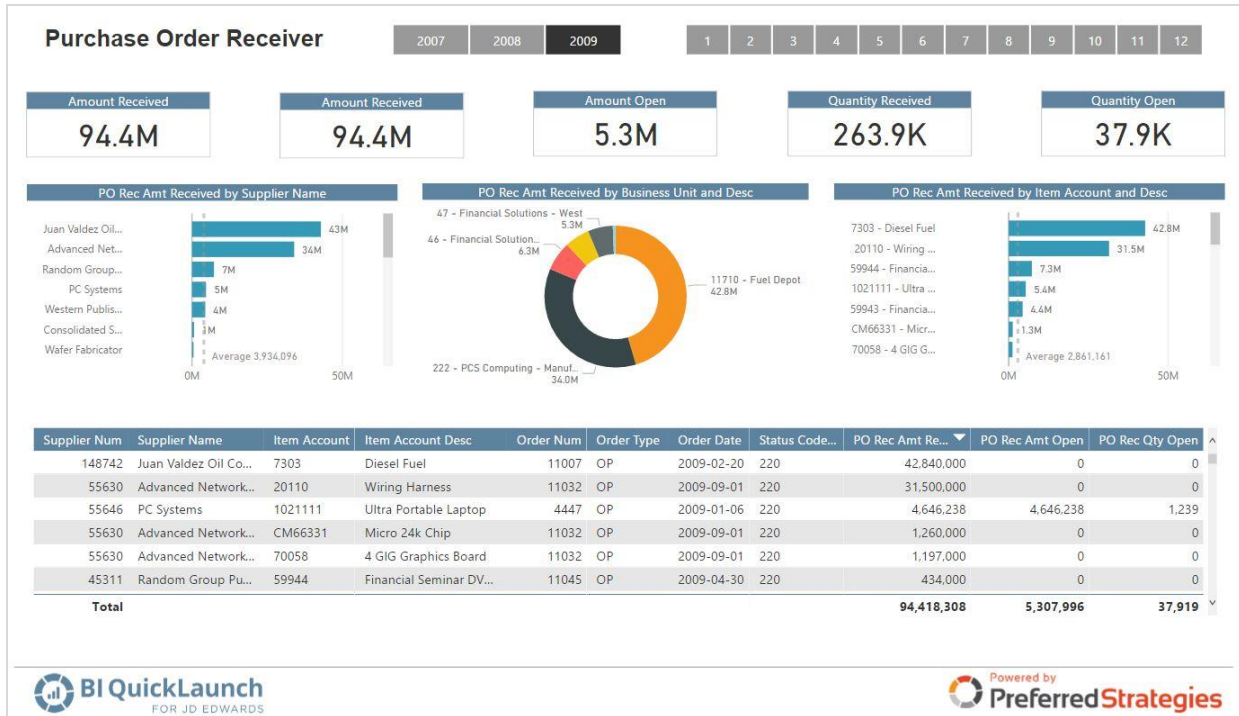 Purchase Order Receiver
2007 2008 2009
1 2 3 4 5 6 7 8 9 10 11 12
Amount Received
94.4M
Amount Received
94.4M
Amount Open
5.3M
Quantity Received
263.9K
Quantity Open
37.9K
PO Rec Amt Received by Supplier Name
Juan Valdez Oil... 43M
Advanced Net... 34M
Random Group... 7M
PC Systems 5M
Western Publis... 4M
Consolidated S... 1M
Wafer Fabricator
Average 3,934,096
0M 50M
PO Rec Amt Received by Business Unit and Desc
47 - Financial Solutions - West
5.3M
46 - Financial Solution...
6.3M
11710 - Fuel Depot
42.8M
222 - PCS Computing - Manuf...
34.0M
PO Rec Amt Received by Item Account and Desc
7303 - Diesel Fuel 42.8M
20110 - Wiring ... 31.5M
59944 - Financia... 7.3M
1021111 - Ultra ... 5.4M
59943 - Financia... 4.4M
CM66331 - Micr... 1.3M
70058 - 4 GIG G...
Average 2,861,161
0M 50M
Supplier Num Supplier Name Item Account Item Account Desc Order Num Order Type Order Date Status Code... PO Rec Amt Re... PO Rec Amt Open PO Rec Qty Open
148742 Juan Valdez Oil Co... 7303 Diesel Fuel 11007 OP 2009-02-20 220 42,840,000 0 0
55630 Advanced Network... 20110 Wiring Harness 11032 OP 2009-09-01 220 31,500,000 0 0
55646 PC Systems 1021111 Ultra Portable Laptop 4447 OP 2009-01-06 220 4,646,238 4,646,238 1,239
55630 Advanced Network... CM66331 Micro 24k Chip 11032 OP 2009-09-01 220 1,260,000 0 0
55630 Advanced Network... 70058 4 GIG Graphics Board 11032 OP 2009-09-01 220 1,197,000 0 0
45311 Random Group Pu... 59944 Financial Seminar DV... 11045 OP 2009-04-30 220 434,000 0 0
Total 94,418,308 5,307,996 37,919
BI QuickLaunch
FOR JD EDWARDS
Powered by
Preferred Strategies